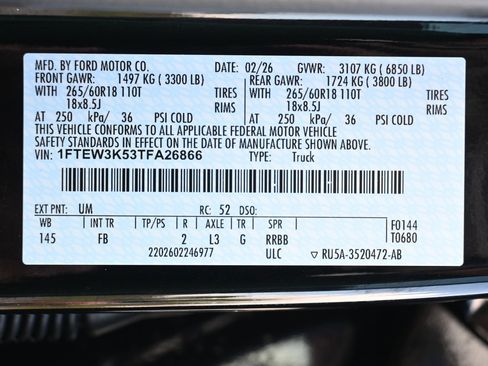 MFD. BY FORD MOTOR CO. DATE: 02/26 GVWR: 3107 KG ( 6850 LB)
FRONT GAWR: 1497 KG ( 3300 LB) REAR GAWR: 1724 KG ( 3800 LB)
WITH 265/60R18 110T TIRES WITH 265/60R18 110T TIRES
18x8.5J RIMS 18x8.5J RIMS
AT 250 kPa/ 36 PSI COLD AT 250 kPa/ 36 PSI COLD
THIS VEHICLE CONFORMS TO ALL APPLICABLE FEDERAL MOTOR VEHICLE
SAFETY STANDARDS IN EFFECT ON THE DATE OF MANUFACTURE SHOWN ABOVE.
VIN: 1FTEW3K53TFA26866 TYPE: Truck
EXT PNT: UM RC: 52 DSO:
WB INT TR TP/PS R AXLE TR SPR F0144
145 FB 2 L3 G RRBB T0680
2202602246977 ULC RU5A-3520472-AB